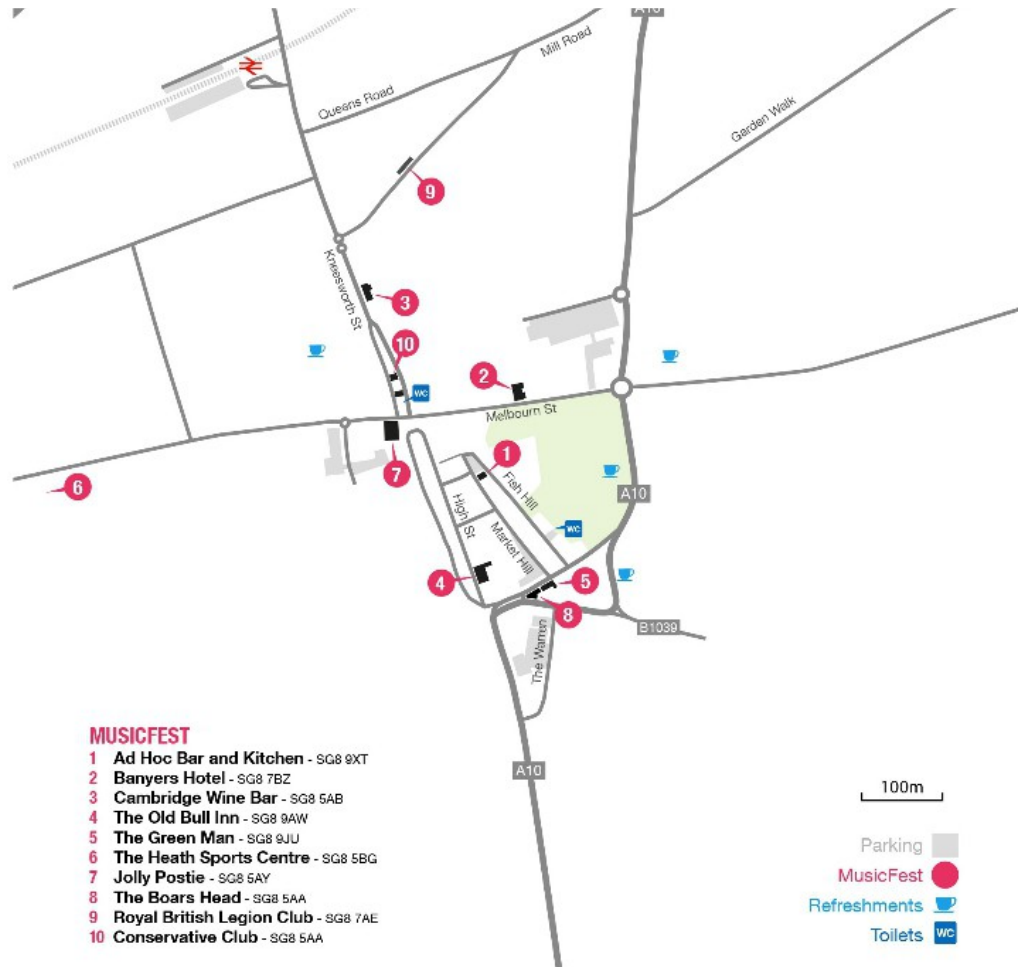 A10
Mill Road
Queens Road
Garden Walk
9
Kneesworth St
3
10
2
WC
Melbourn St
7
1
6
Fish Hill
A10
High St
WC
Market Hill
4
5
8
B1039
The Warren
A10
MUSICFEST
1 Ad Hoc Bar and Kitchen - SG8 9XT
2 Banyers Hotel - SG8 7BZ
3 Cambridge Wine Bar - SG8 5AB
4 The Old Bull Inn - SG8 9AW
5 The Green Man - SG8 9JU
6 The Heath Sports Centre - SG8 5BG
7 Jolly Postie - SG8 5AY
8 The Boars Head - SG8 5AA
9 Royal British Legion Club - SG8 7AE
10 Conservative Club - SG8 5AA
100m
Parking
MusicFest
Refreshments
Toilets WC